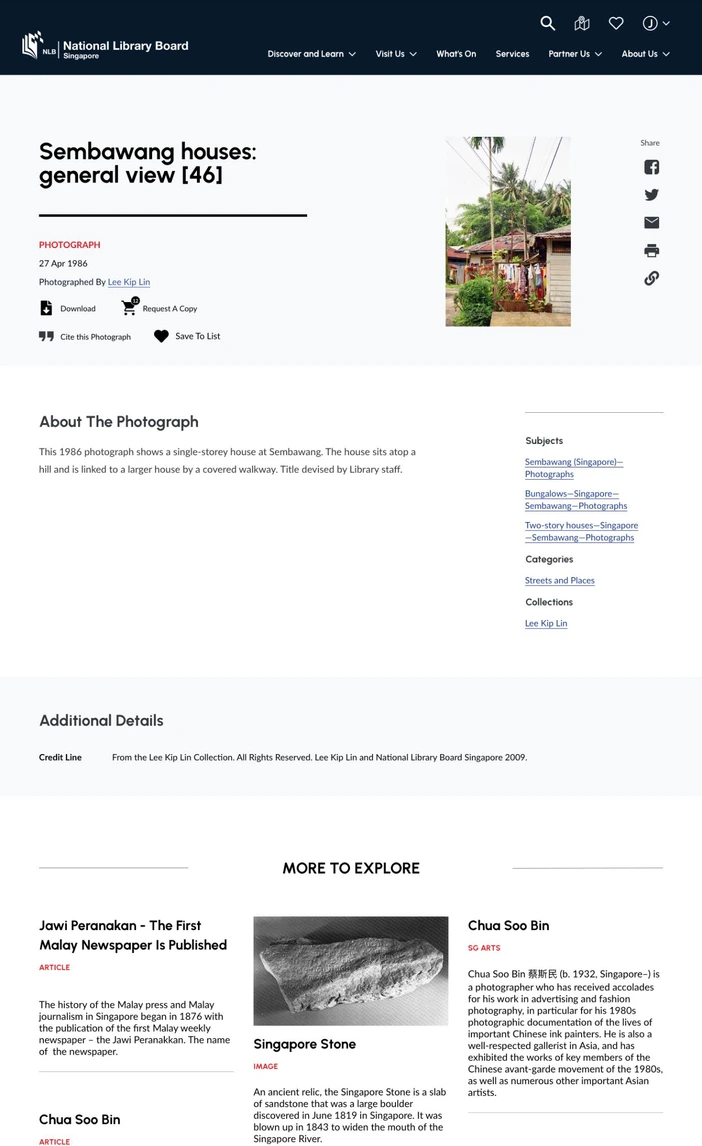 NLB
National Library Board
Singapore
J
Discover and Learn
Visit Us
What's On
Services
Partner Us
About Us
Sembawang houses:
general view [46]
Share
PHOTOGRAPH
27 Apr 1986
Photographed By Lee Kip Lin
Download
Request A Copy
Cite this Photograph
Save To List
About The Photograph
This 1986 photograph shows a single-storey house at Sembawang. The house sits atop a
hill and is linked to a larger house by a covered walkway. Title devised by Library staff.
Subjects
Sembawang (Singapore)—
Photographs
Bungalows—Singapore—
Sembawang—Photographs
Two-story houses—Singapore
—Sembawang—Photographs
Categories
Streets and Places
Collections
Lee Kip Lin
Additional Details
Credit Line
From the Lee Kip Lin Collection. All Rights Reserved. Lee Kip Lin and National Library Board Singapore 2009.
MORE TO EXPLORE
Jawi Peranakan - The First
Malay Newspaper Is Published
ARTICLE
The history of the Malay press and Malay
journalism in Singapore began in 1876 with
the publication of the first Malay weekly
newspaper – the Jawi Peranakkan. The name
of the newspaper.
Chua Soo Bin
ARTICLE
Singapore Stone
IMAGE
An ancient relic, the Singapore Stone is a slab
of sandstone that was a large boulder
discovered in June 1819 in Singapore. It was
blown up in 1843 to widen the mouth of the
Singapore River.
Chua Soo Bin
SG ARTS
Chua Soo Bin 蔡斯民 (b. 1932, Singapore–) is
a photographer who has received accolades
for his work in advertising and fashion
photography, in particular for his 1980s
photographic documentation of the lives of
important Chinese ink painters. He is also a
well-respected gallerist in Asia, and has
exhibited the works of key members of the
Chinese avant-garde movement of the 1980s,
as well as numerous other important Asian
artists.